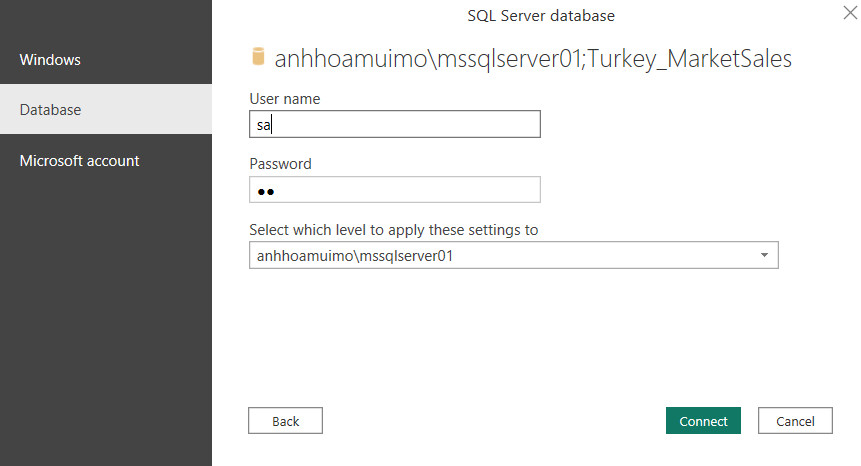 SQL Server database
Windows
Database
Microsoft account
anhhoamuimo\mssqlserver01;Turkey_MarketSales
User name
sa
Password
●●
Select which level to apply these settings to
anhhoamuimo\mssqlserver01
Back
Connect
Cancel